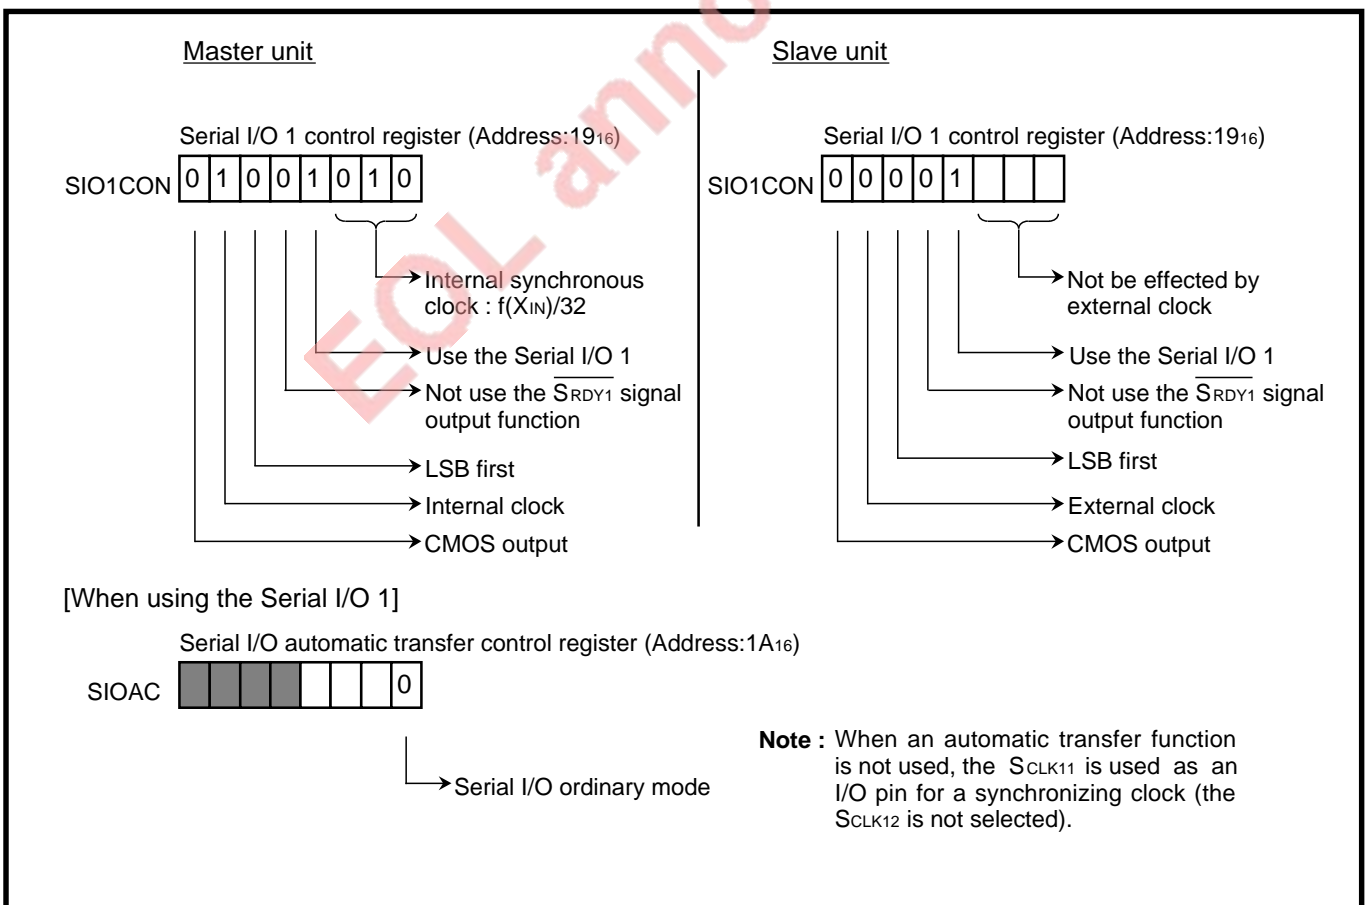 Master unit
Serial I/O 1 control register (Address:1916)
SIO1CON 0 1 0 0 1 0 1 0
Internal synchronous
clock : f(XIN)/32
Use the Serial I/O 1
Not use the SRDY1 signal
output function
LSB first
Internal clock
CMOS output
Slave unit
Serial I/O 1 control register (Address:1916)
SIO1CON 0 0 0 0 1
Not be effected by
external clock
Use the Serial I/O 1
Not use the SRDY1 signal
output function
LSB first
External clock
CMOS output
[When using the Serial I/O 1]
Serial I/O automatic transfer control register (Address:1A16)
SIOAC 0
Serial I/O ordinary mode
Note : When an automatic transfer function
is not used, the SCLK11 is used as an
I/O pin for a synchronizing clock (the
SCLK12 is not selected).
EOL anno